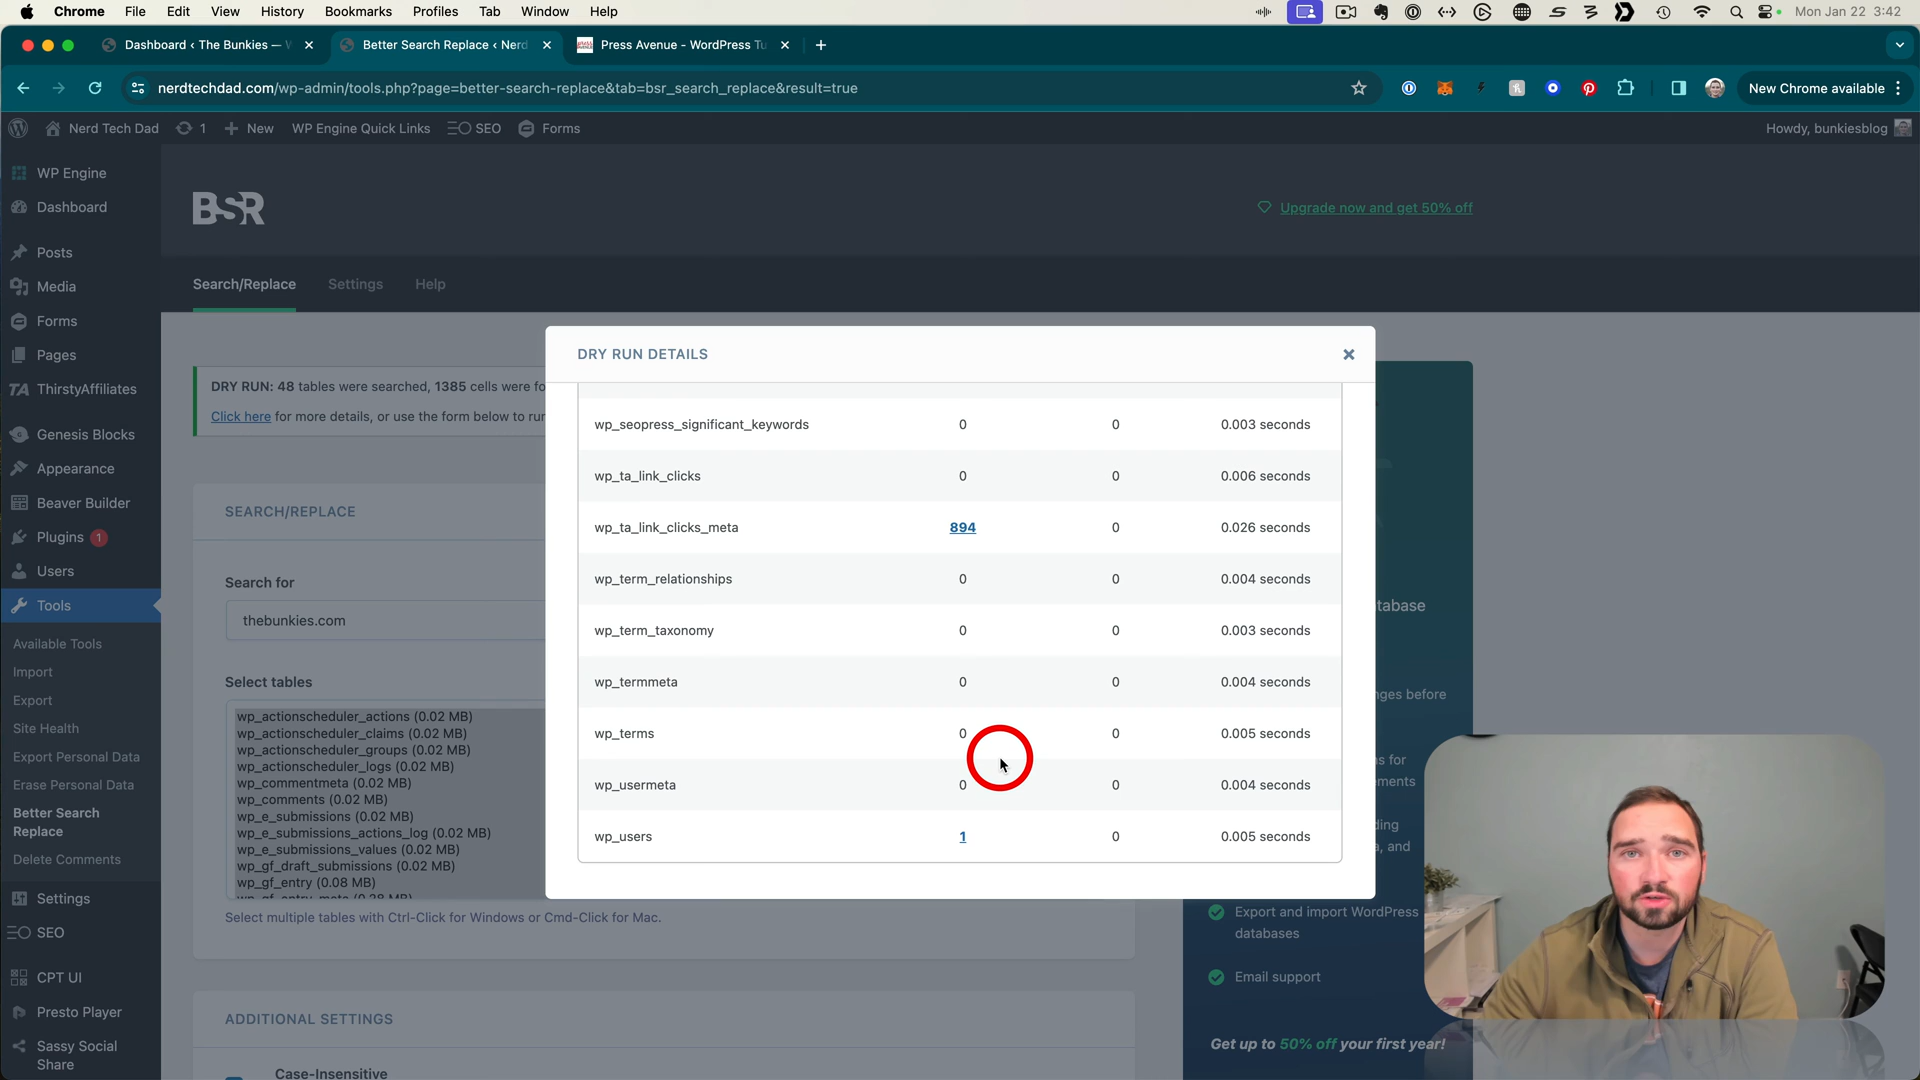 Chrome File Edit View History Bookmarks Profiles Tab Window Help
Mon Jan 22 3:42
Dashboard ‹ The Bunkies —
Better Search Replace ‹ Nerd
Press Avenue - WordPress Tu
nerdtechdad.com/wp-admin/tools.php?page=better-search-replace&tab=bsr_search_replace&result=true
New Chrome available
Nerd Tech Dad 1 New WP Engine Quick Links SEO Forms
Howdy, bunkiesblog
WP Engine
Dashboard
Posts
Media
Forms
Pages
TA ThirstyAffiliates
Genesis Blocks
Appearance
Beaver Builder
Plugins 1
Users
Tools
Available Tools
Import
Export
Site Health
Export Personal Data
Erase Personal Data
Better Search
Replace
Delete Comments
Settings
SEO
CPT UI
Presto Player
Sassy Social
Share
BSR
Upgrade now and get 50% off
Search/Replace Settings Help
DRY RUN: 48 tables were searched, 1385 cells were fo
Click here for more details, or use the form below to run
SEARCH/REPLACE
Search for
thebunkies.com
Select tables
wp_actionscheduler_actions (0.02 MB)
wp_actionscheduler_claims (0.02 MB)
wp_actionscheduler_groups (0.02 MB)
wp_actionscheduler_logs (0.02 MB)
wp_commentmeta (0.02 MB)
wp_comments (0.02 MB)
wp_e_submissions (0.02 MB)
wp_e_submissions_actions_log (0.02 MB)
wp_e_submissions_values (0.02 MB)
wp_gf_draft_submissions (0.02 MB)
wp_gf_entry (0.08 MB)
Select multiple tables with Ctrl-Click for Windows or Cmd-Click for Mac.
ADDITIONAL SETTINGS
Case-Insensitive
DRY RUN DETAILS
wp_seopress_significant_keywords 0 0 0.003 seconds
wp_ta_link_clicks 0 0 0.006 seconds
wp_ta_link_clicks_meta 894 0 0.026 seconds
wp_term_relationships 0 0 0.004 seconds
wp_term_taxonomy 0 0 0.003 seconds
wp_termmeta 0 0 0.004 seconds
wp_terms 0 0 0.005 seconds
wp_usermeta 0 0 0.004 seconds
wp_users 1 0 0.005 seconds
tabase
nges before
ns for
ements
ding
a, and
Export and import WordPress
databases
Email support
Get up to 50% off your first year!